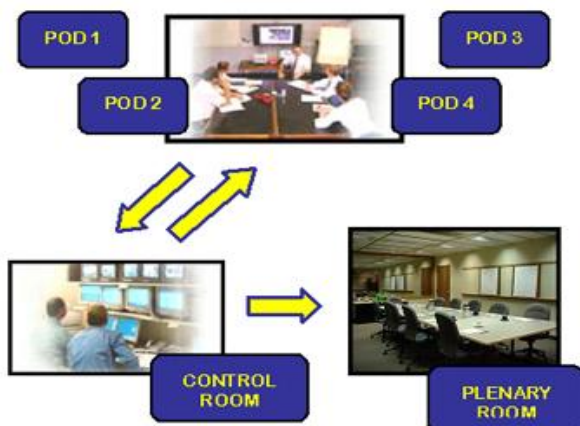 POD 1
POD 3
POD 2
POD 4
CONTROL
ROOM
PLENARY
ROOM